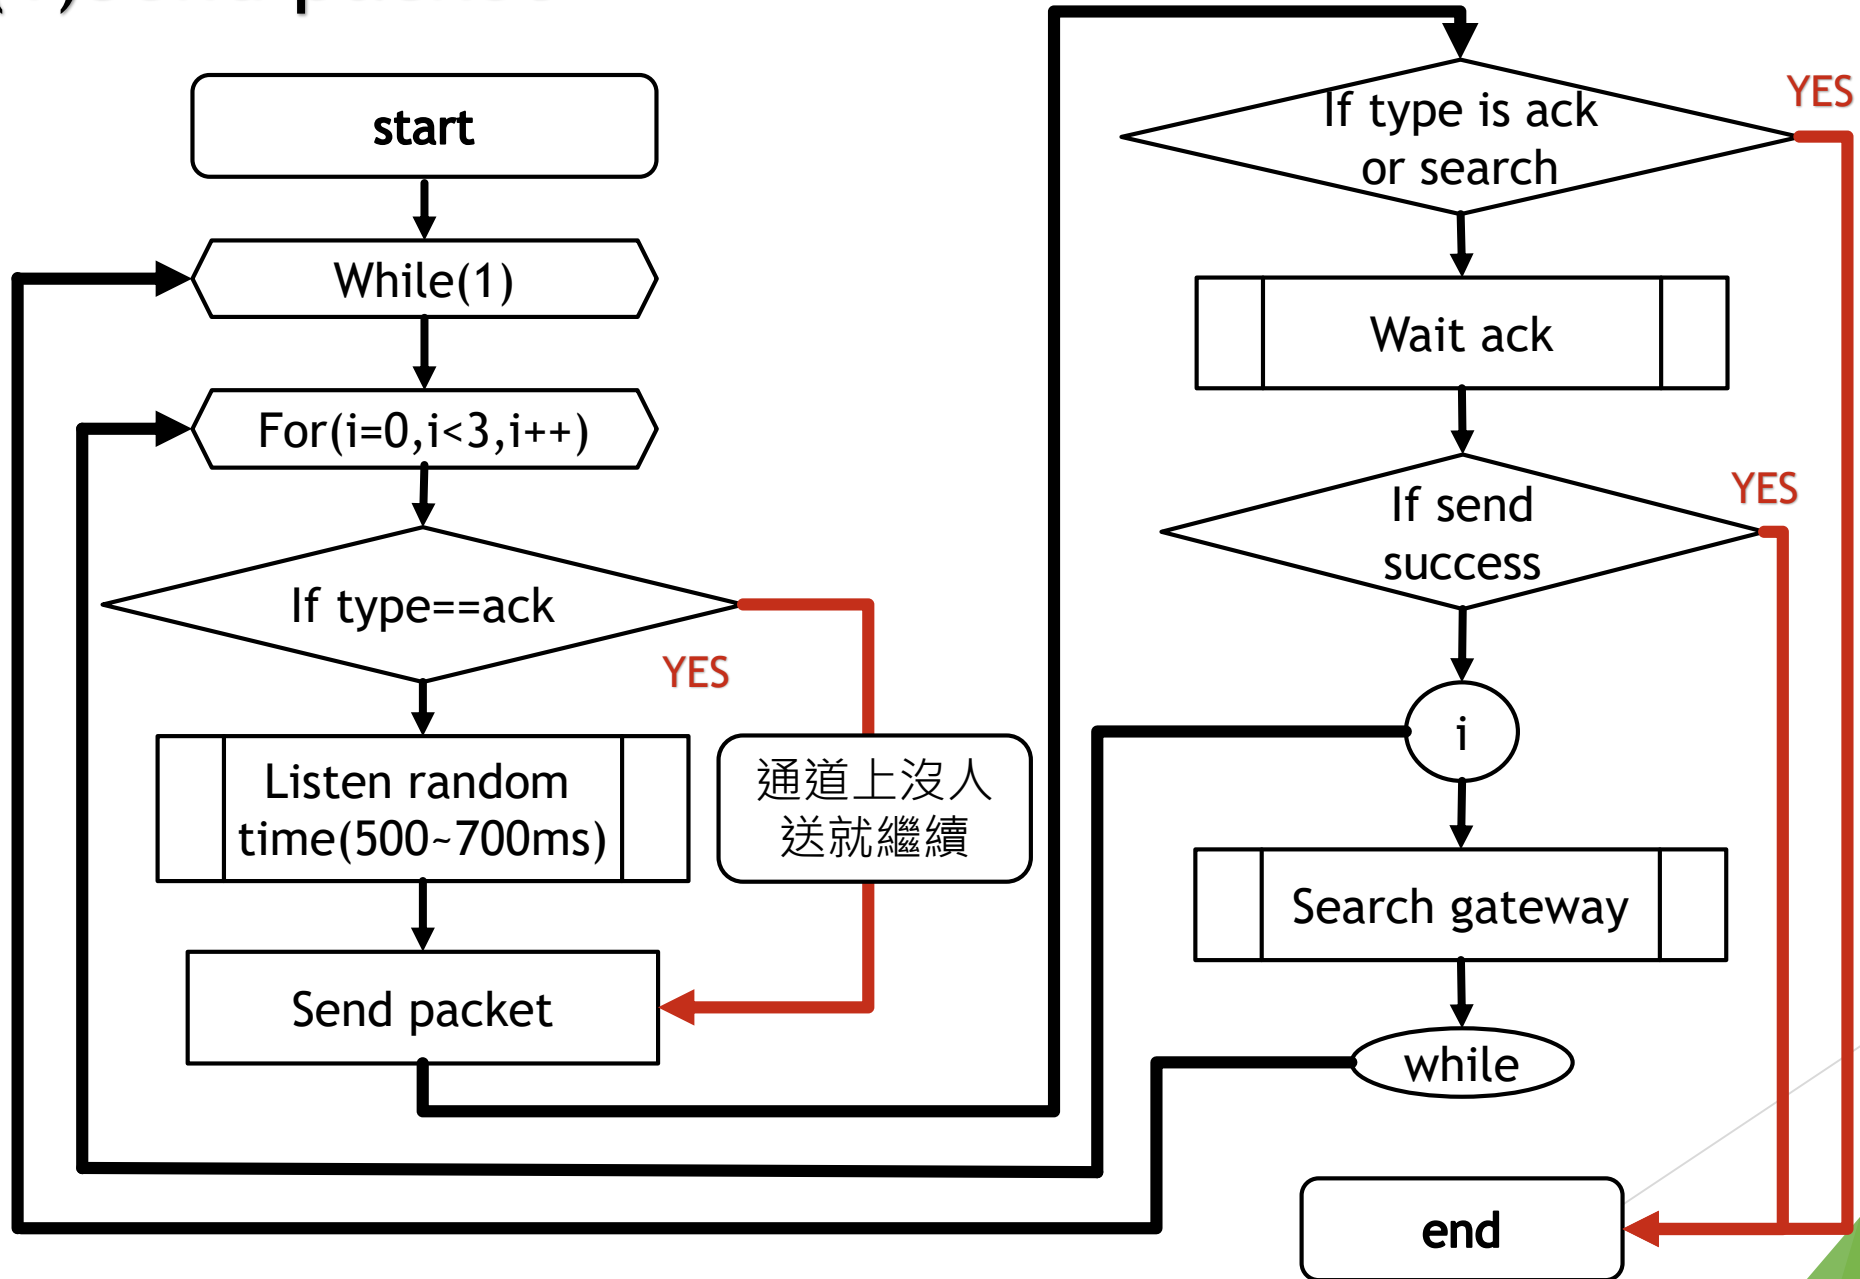 start
While(1)
For(i=0,i<3,i++)
If type==ack
YES
Listen random
time(500~700ms)
通道上沒人
送就繼續
Send packet
If type is ack
or search
YES
Wait ack
If send
success
YES
i
Search gateway
while
end